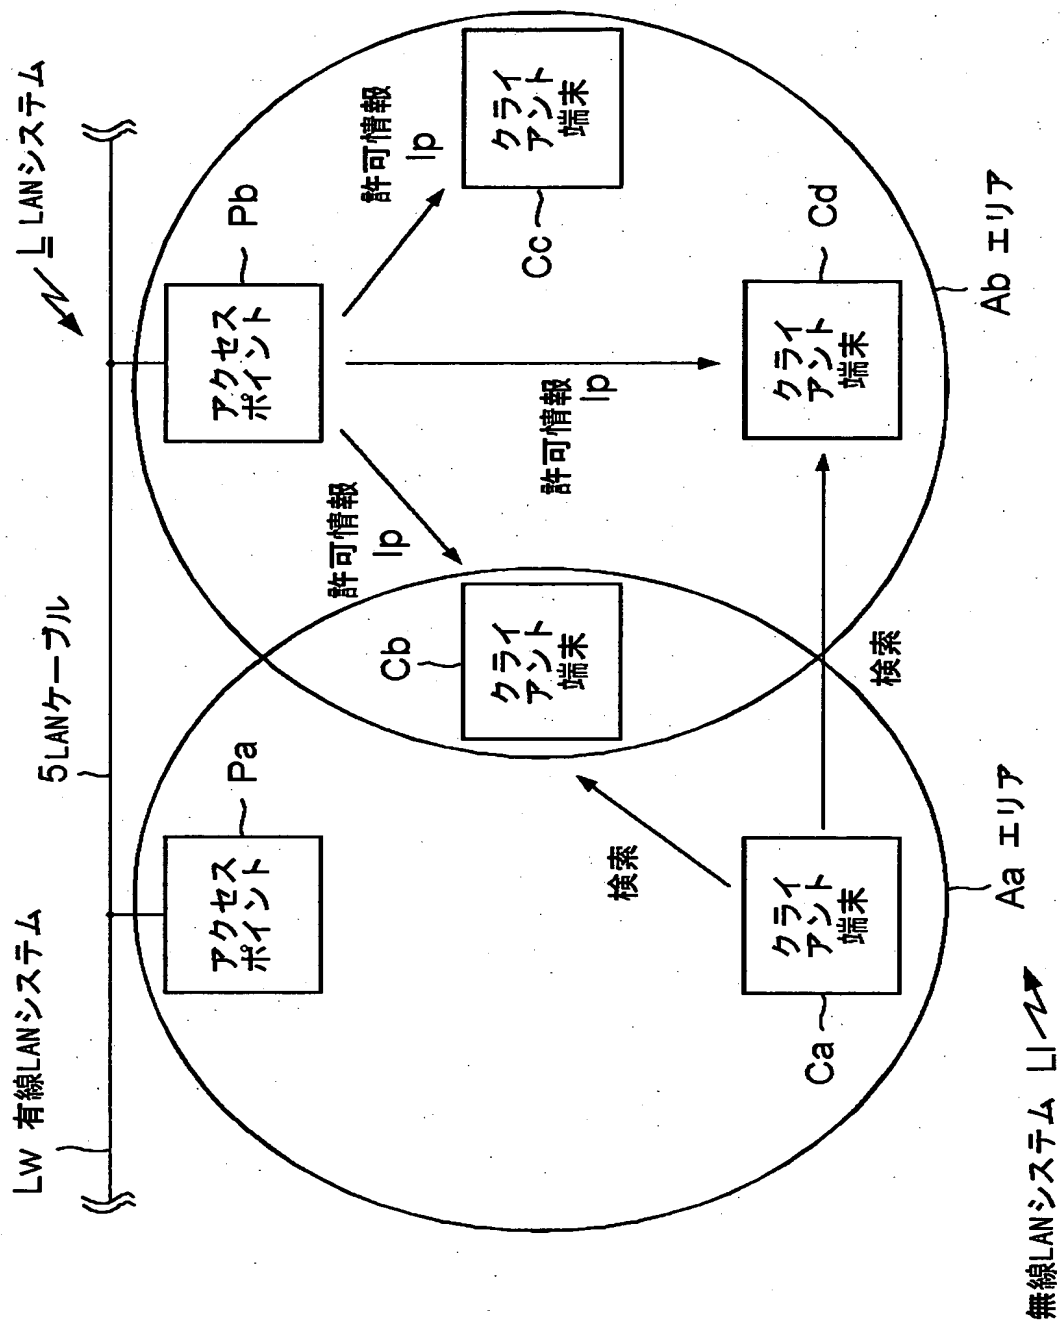 L LANシステム
Lw 有線LANシステム
5 LANケーブル
アクセス
ポイント
Pa
アクセス
ポイント
Pb
許可情報
Ip
許可情報
Ip
許可情報
Ip
Cb
クライ
アント
端末
Cc
クライ
アント
端末
検索
検索
Ca
クライ
アント
端末
クライ
アント
端末
Cd
Aa エリア
Ab エリア
無線LANシステム Ll